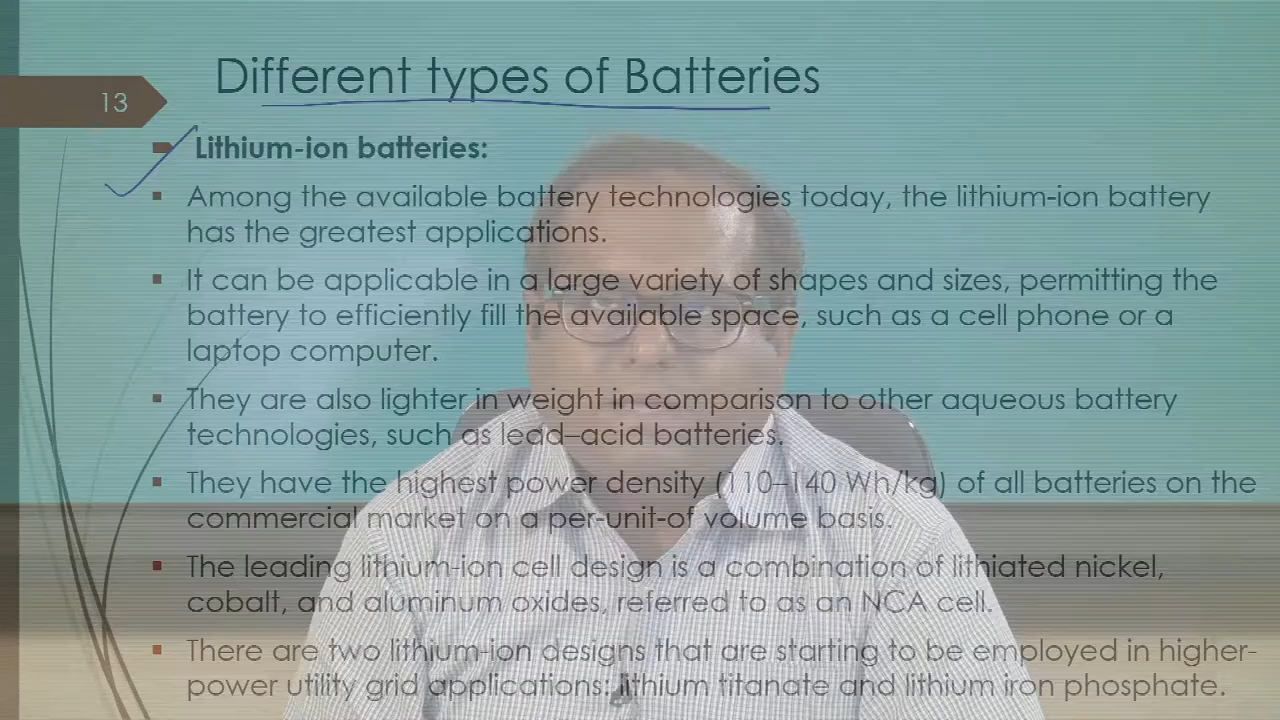 13
Different types of Batteries
Lithium-ion batteries:
Among the available battery technologies today, the lithium-ion battery
has the greatest applications.
It can be applicable in a large variety of shapes and sizes, permitting the
battery to efficiently fill the available space, such as a cell phone or a
laptop computer.
They are also lighter in weight in comparison to other aqueous battery
technologies, such as lead–acid batteries.
They have the highest power density (110–140 Wh/kg) of all batteries on the
commercial market on a per-unit-of volume basis.
The leading lithium-ion cell design is a combination of lithiated nickel,
cobalt, and aluminum oxides, referred to as an NCA cell.
There are two lithium-ion designs that are starting to be employed in higher-
power utility grid applications: lithium titanate and lithium iron phosphate.